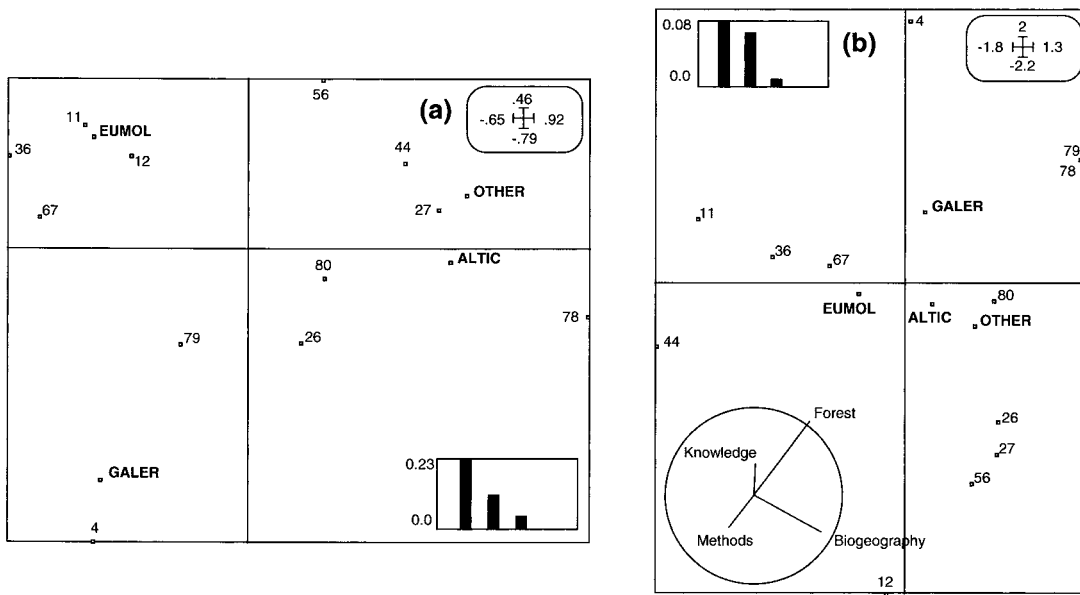 (a)
.46
-.65 .92
-.79
56
11
EUMOL
36
12
44
67
OTHER
27
ALTIC
80
78
79
26
GALER
4
0.23
0.0
(b)
0.08
0.0
4
2
-1.8 1.3
-2.2
79
78
GALER
11
36
67
EUMOL
80
ALTIC
OTHER
44
26
27
56
Forest
Knowledge
Methods
Biogeography
12